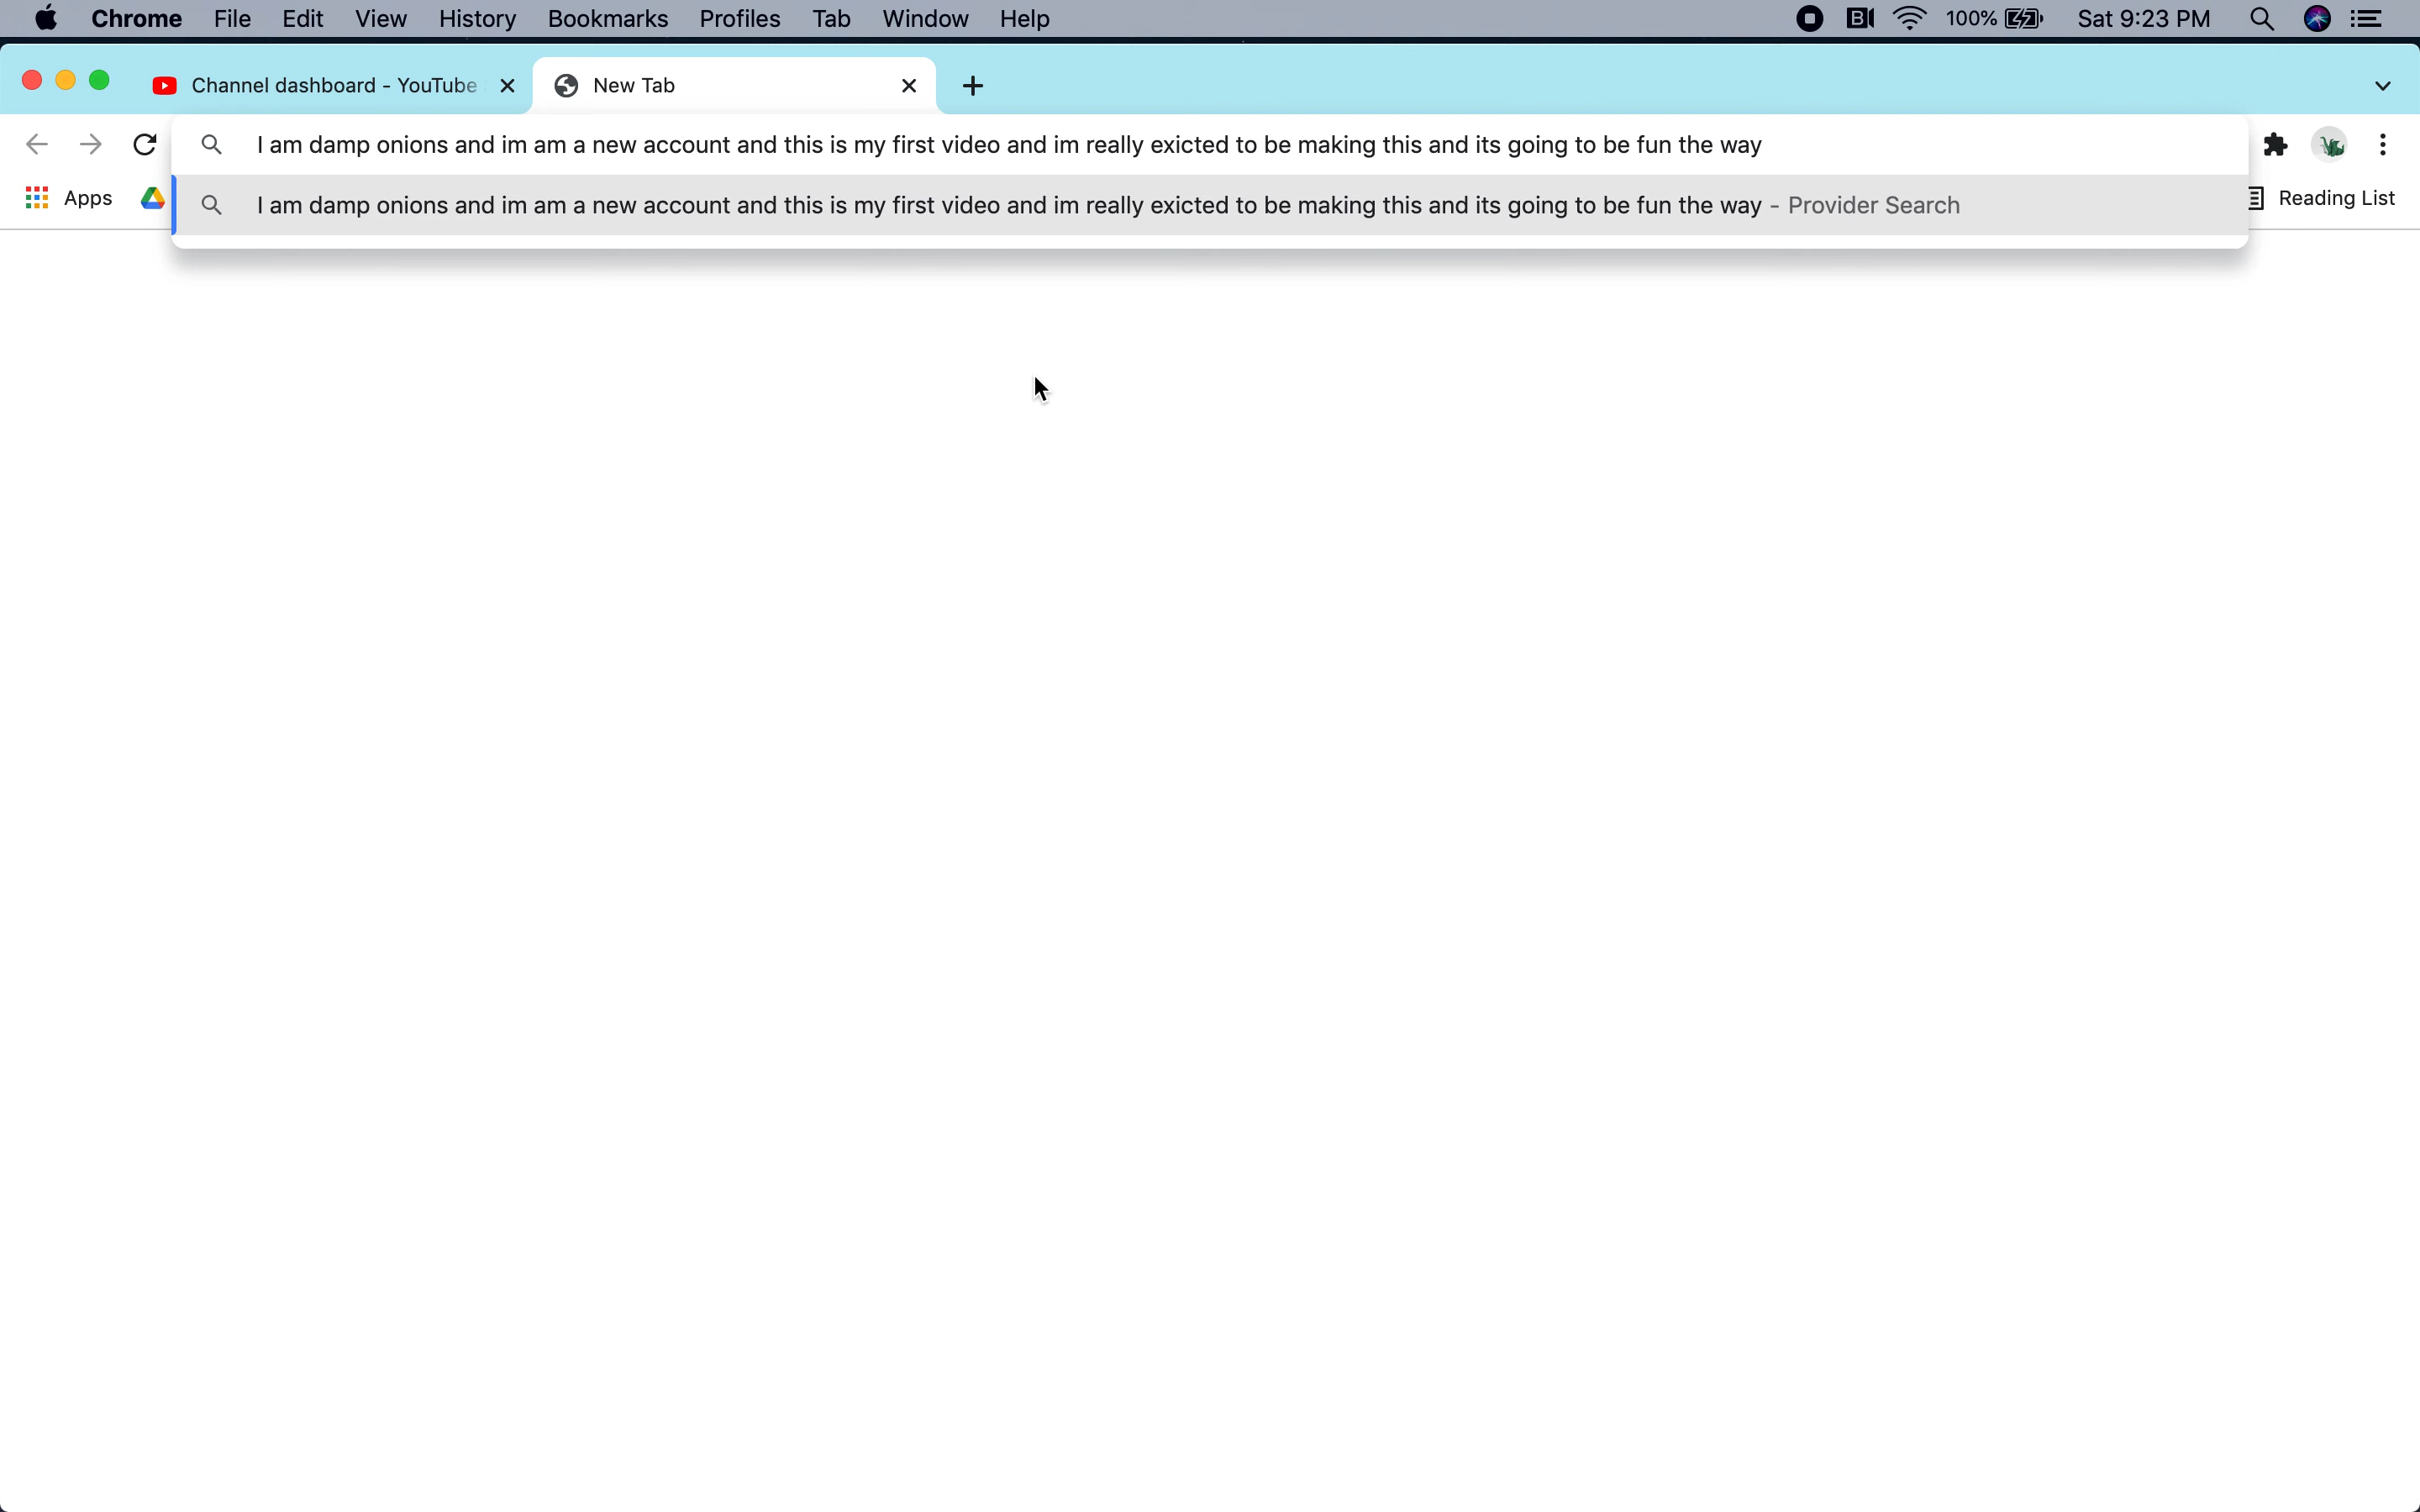 Chrome File Edit View History Bookmarks Profiles Tab Window Help 100% Sat 9:23 PM
Channel dashboard - YouTube New Tab
I am damp onions and im am a new account and this is my first video and im really exicted to be making this and its going to be fun the way
Apps I am damp onions and im am a new account and this is my first video and im really exicted to be making this and its going to be fun the way - Provider Search Reading List